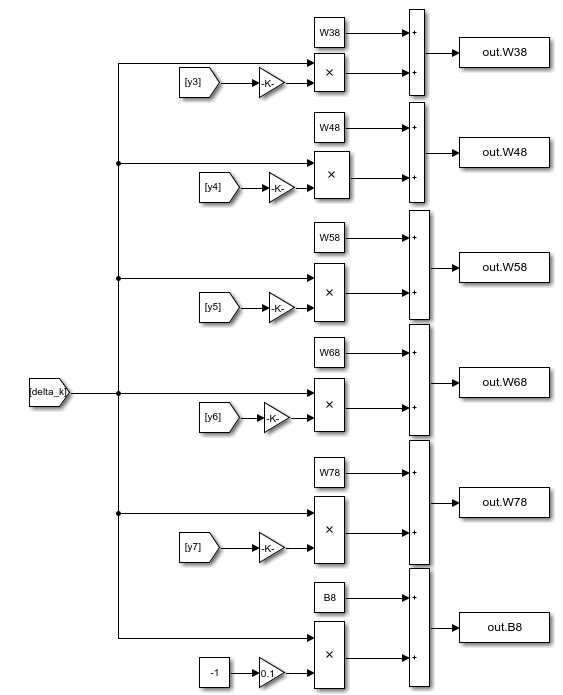 W38
+
out.W38
[y3]
-K-
×
+
W48
+
out.W48
[y4]
-K-
×
+
W58
+
out.W58
[y5]
-K-
×
+
W68
+
out.W68
[delta_k]
[y6]
-K-
×
+
W78
+
out.W78
[y7]
-K-
×
+
B8
+
out.B8
-1
0.1
×
+